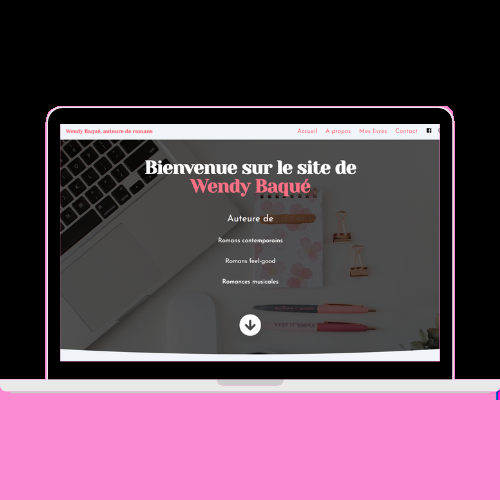 Wendy Baqué, auteure de romans
Accueil A propos Mes livres Contact
Bienvenue sur le site de
Wendy Baqué
Auteure de
Romans contemporains
Romans feel-good
Romances musicales